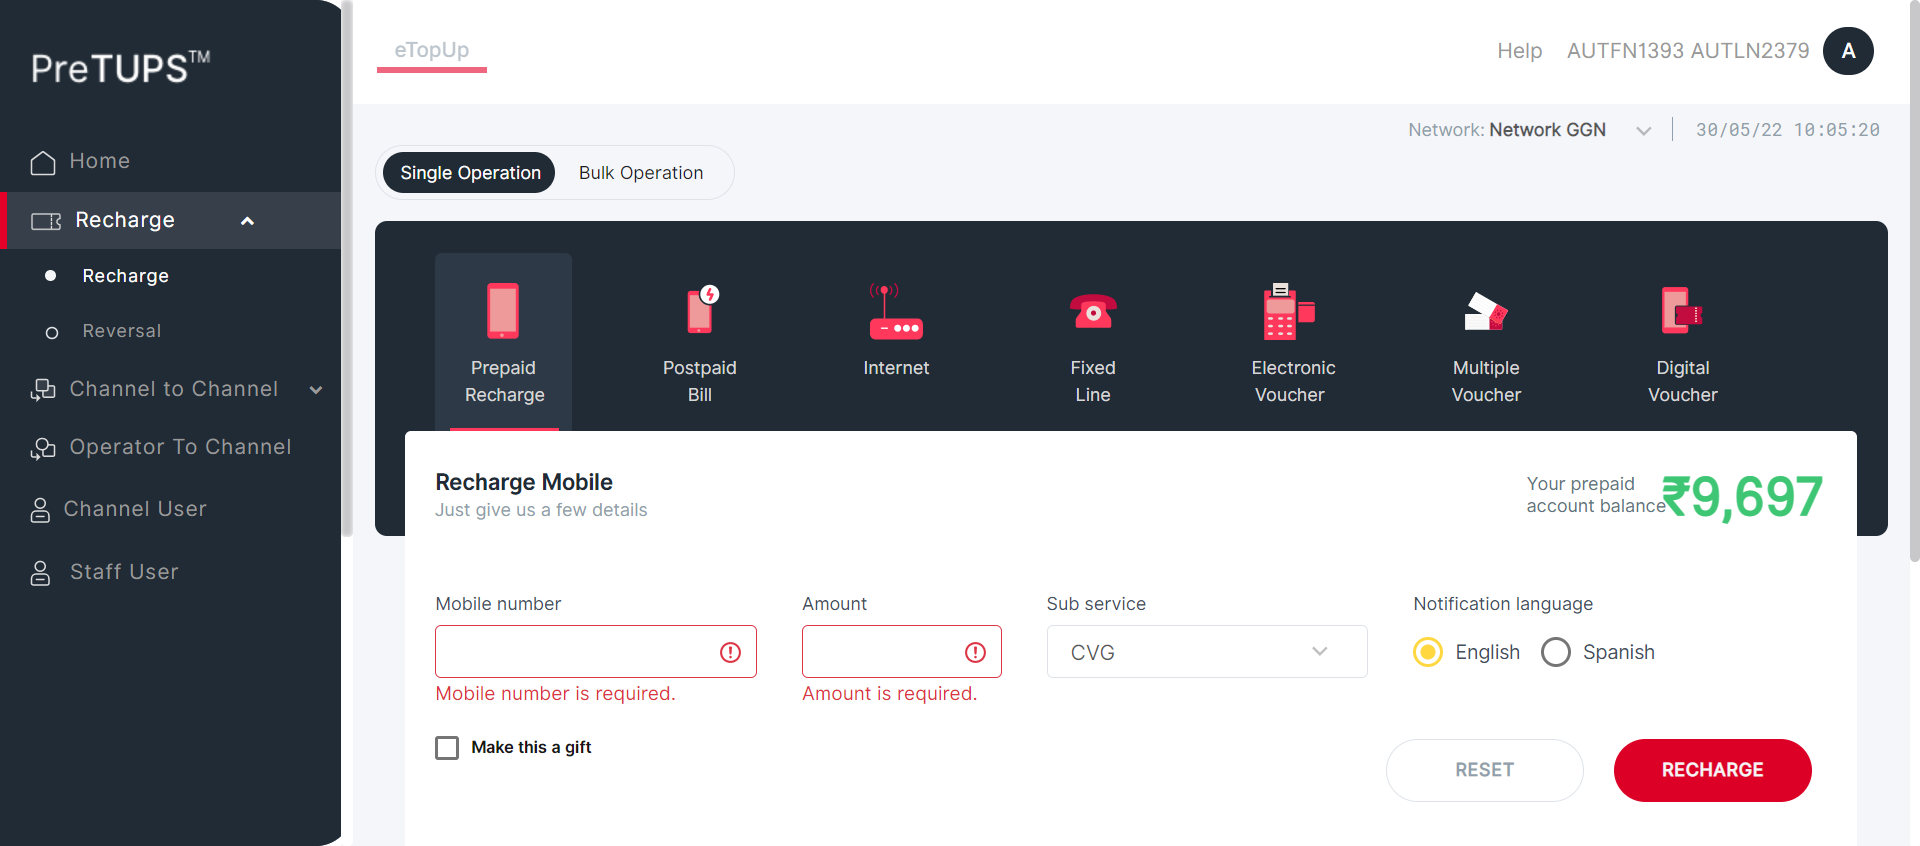 PreTUPS™
Home
Recharge
Recharge
Reversal
Channel to Channel
Operator To Channel
Channel User
Staff User
eTopUp
Help AUTFN1393 AUTLN2379 A
Network: Network GGN 30/05/22 10:05:20
Single Operation Bulk Operation
Prepaid
Recharge
Postpaid
Bill
Internet
Fixed
Line
Electronic
Voucher
Multiple
Voucher
Digital
Voucher
Recharge Mobile
Just give us a few details
Your prepaid
account balance
₹9,697
Mobile number
Mobile number is required.
Amount
Amount is required.
Sub service
CVG
Notification language
English Spanish
Make this a gift
RESET RECHARGE